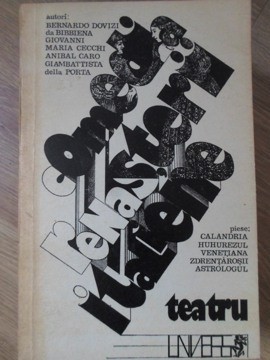 autori:
BERNARDO DOVIZI
da BIBBIENA
GIOVANNI
MARIA CECCHI
ANIBAL CARO
GIAMBATTISTA
della PORTA
comedii
renașterii
italiene
piese:
CALANDRIA
HUHUREZUL
VENEȚIANA
ZDRENȚĂROȘII
ASTROLOGUL
teatru
UNIVERS